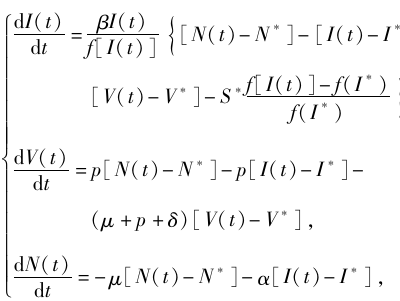 dI(t)/dt = βI(t)/f[I(t)] { [N(t)-N*]-[I(t)-I*
[V(t)-V*]-S* f[I(t)]-f(I*)/f(I*)
dV(t)/dt = p[N(t)-N*]-p[I(t)-I*]-
(μ+p+δ)[V(t)-V*],
dN(t)/dt = -μ[N(t)-N*]-α[I(t)-I*],